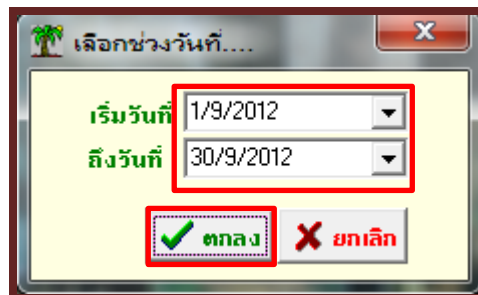 เลือกช่วงวันที่....
เริ่มวันที่ 1/9/2012
ถึงวันที่ 30/9/2012
ตกลง ยกเลิก